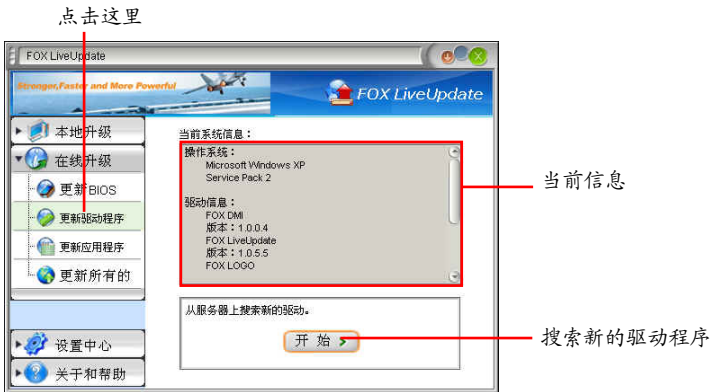 点击这里
FOX LiveUpdate
Stronger,Faster and More Powerful
FOX LiveUpdate
本地升级
在线升级
更新BIOS
更新驱动程序
更新应用程序
更新所有的
设置中心
关于和帮助
当前系统信息：
操作系统：
Microsoft Windows XP
Service Pack 2
驱动信息：
FOX DMI
版本：1.0.0.4
FOX LiveUpdate
版本：1.0.5.5
FOX LOGO
当前信息
从服务器上搜索新的驱动。
开 始
搜索新的驱动程序